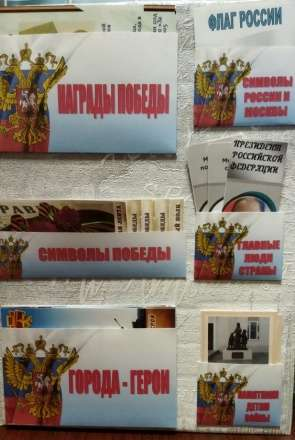 НАГРАДЫ ПОБЕДЫ
ФЛАГ РОССИИ
СИМВОЛЫ
РОССИИ И
МОСКВЫ
ПРЕЗИДЕНТ
РОССИЙСКОЙ
ФЕДЕРАЦИИ
СИМВОЛЫ ПОБЕДЫ
ГЛАВНЫЕ
ЛЮДИ
СТРАНЫ
ГОРОДА - ГЕРОИ
ПАМЯТНИК
ДЕТЯМ
ВОЙНЫ